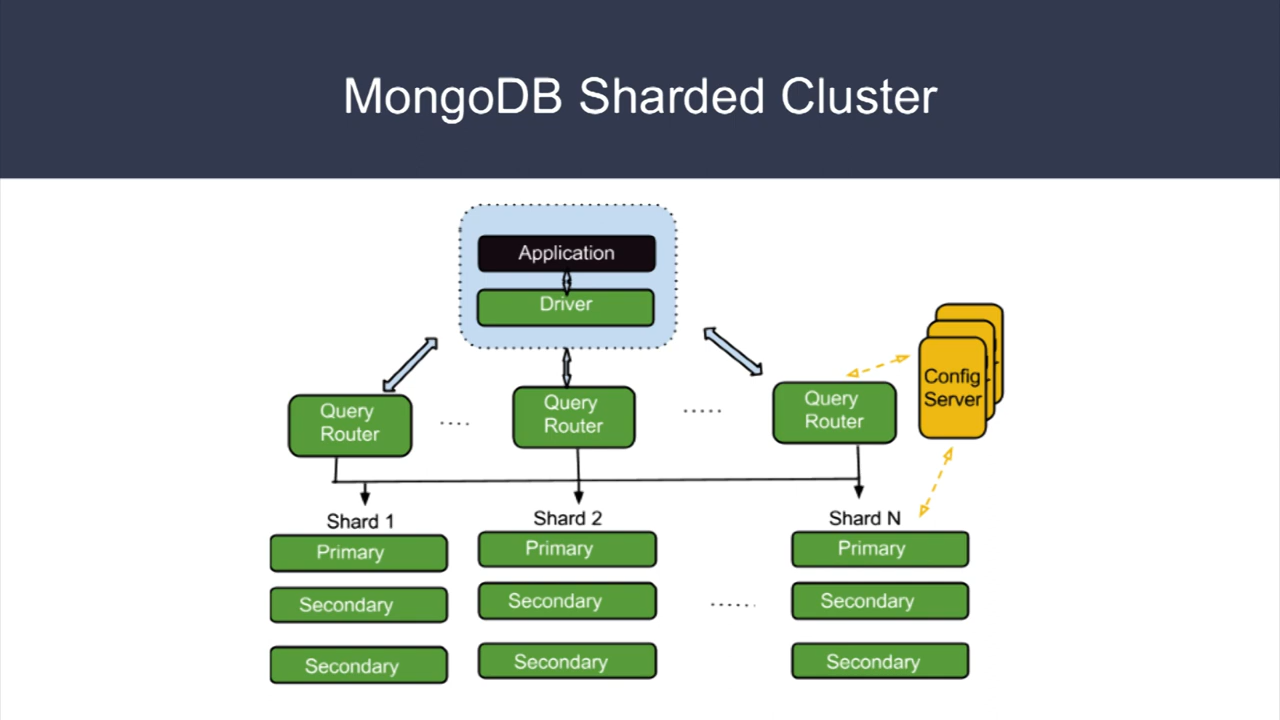 MongoDB Sharded Cluster
Application
Driver
Query
Router
....
Query
Router
.....
Query
Router
Config
Server
Shard 1
Shard 2
Shard N
Primary
Primary
Primary
Secondary
Secondary
.....
Secondary
Secondary
Secondary
Secondary